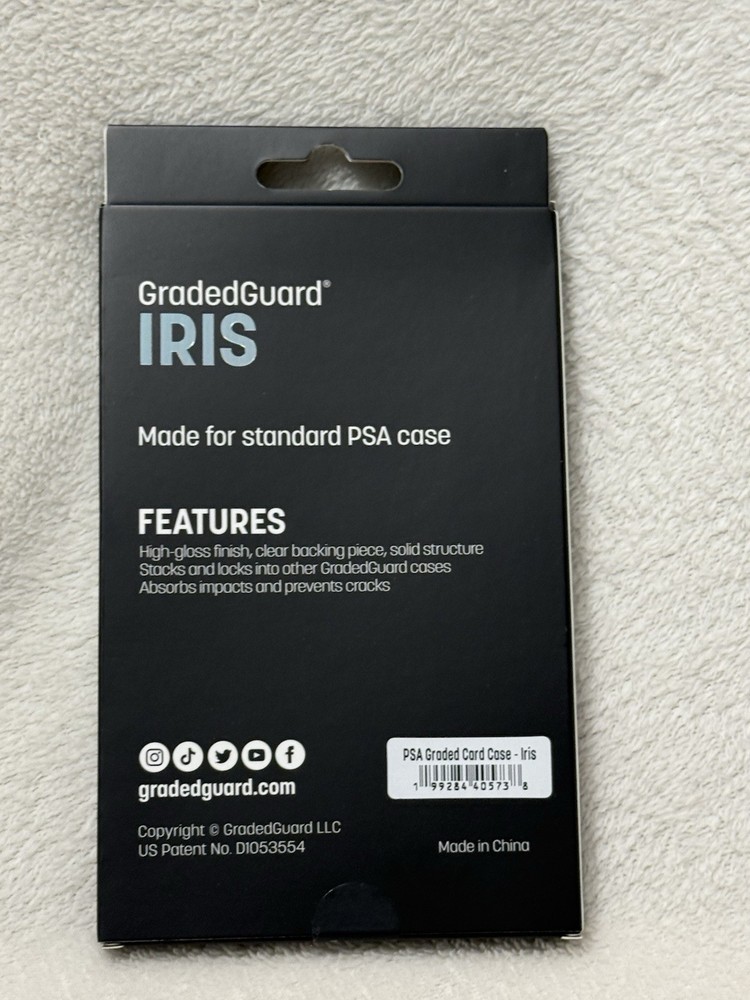 GradedGuard®
IRIS
Made for standard PSA case
FEATURES
High-gloss finish, clear backing piece, solid structure
Stacks and locks into other GradedGuard cases
Absorbs impacts and prevents cracks
gradedguard.com
PSA Graded Card Case - Iris
1 99284 40573 8
Copyright © GradedGuard LLC
US Patent No. D1053554
Made in China